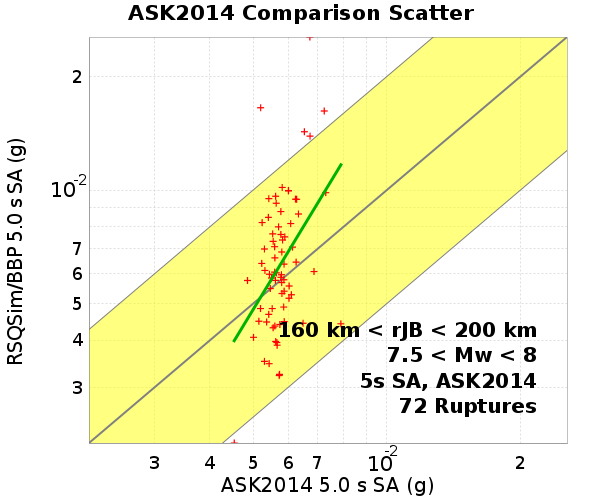 ASK2014 Comparison Scatter
RSQSim/BBP 5.0 s SA (g)
2
10-2
7
6
5
4
3
160 km < rJB < 200 km
7.5 < Mw < 8
5s SA, ASK2014
72 Ruptures
3 4 5 6 7 10-2 2
ASK2014 5.0 s SA (g)